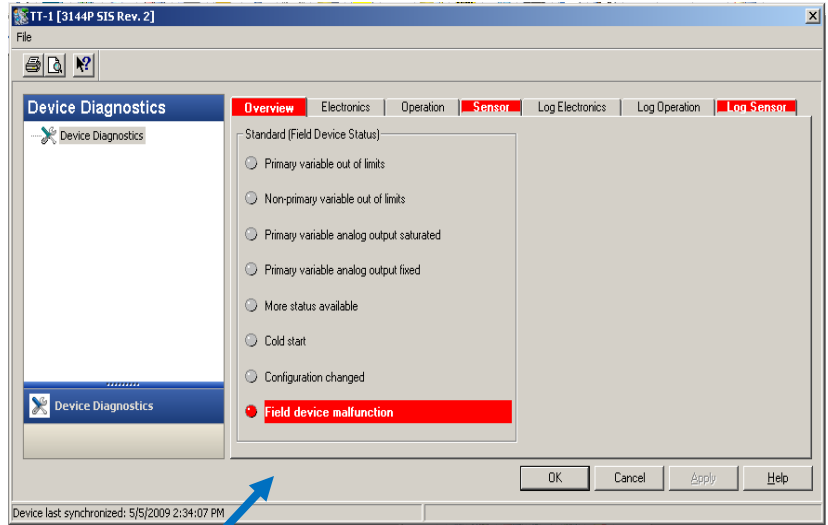 TT-1 [3144P SIS Rev. 2]
File
Device Diagnostics
Device Diagnostics
Device Diagnostics
Overview Electronics Operation Sensor Log Electronics Log Operation Log Sensor
Standard (Field Device Status)
Primary variable out of limits
Non-primary variable out of limits
Primary variable analog output saturated
Primary variable analog output fixed
More status available
Cold start
Configuration changed
Field device malfunction
OK Cancel Apply Help
Device last synchronized: 5/5/2009 2:34:07 PM